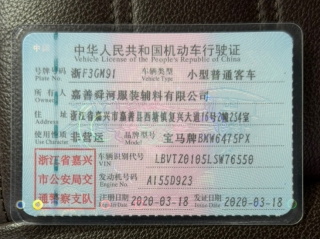 中华人民共和国机动车行驶证
Vehicle License of the People's Republic of China
号牌号码 浙F3GM91 车辆类型 小型普通客车
Plate No. Vehicle Type
所有人 嘉善舜河服装辅料有限公司
Owner
住址 浙江省嘉兴市嘉善县西塘镇复兴大道16号2幢234室
Address
使用性质 非营运 品牌型号 宝马牌BMW6475PX
Use Character Model
浙江省嘉兴市公安局交通警察支队
车辆识别代号 LBVTZ0105LSW76550
VIN
发动机号码 A155D923
Engine No.
注册日期 2020-03-18 发证日期 2020-03-18
Register Date Issue Date